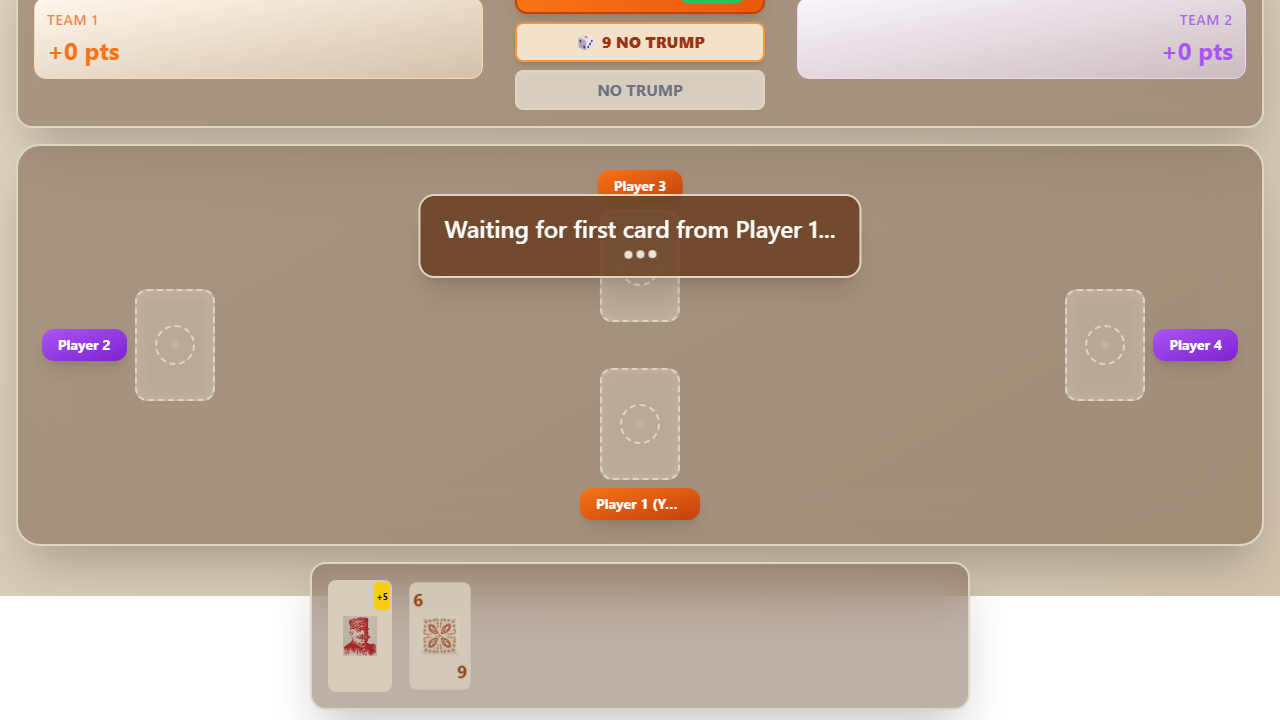 TEAM 1
+0 pts
🎲 9 NO TRUMP
NO TRUMP
TEAM 2
+0 pts
Player 3
Waiting for first card from Player 1...
Player 2
Player 4
Player 1 (Y...
+5
6
6